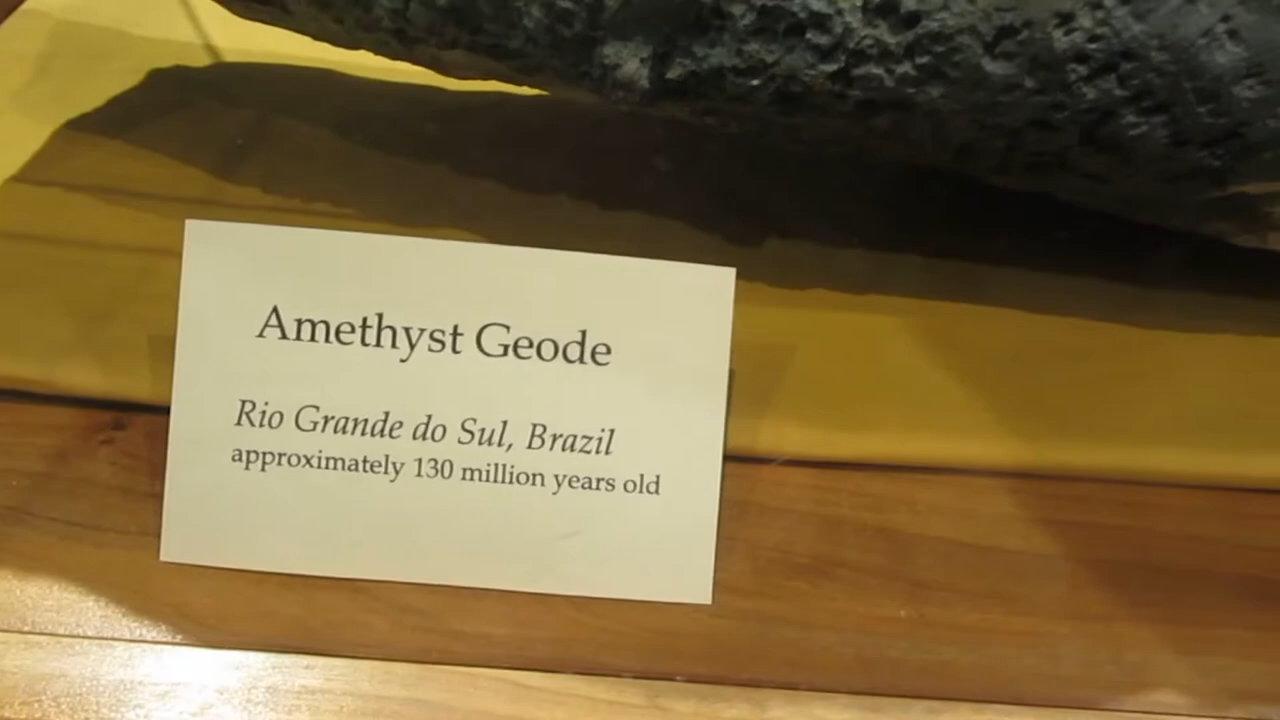 Amethyst Geode
Rio Grande do Sul, Brazil
approximately 130 million years old